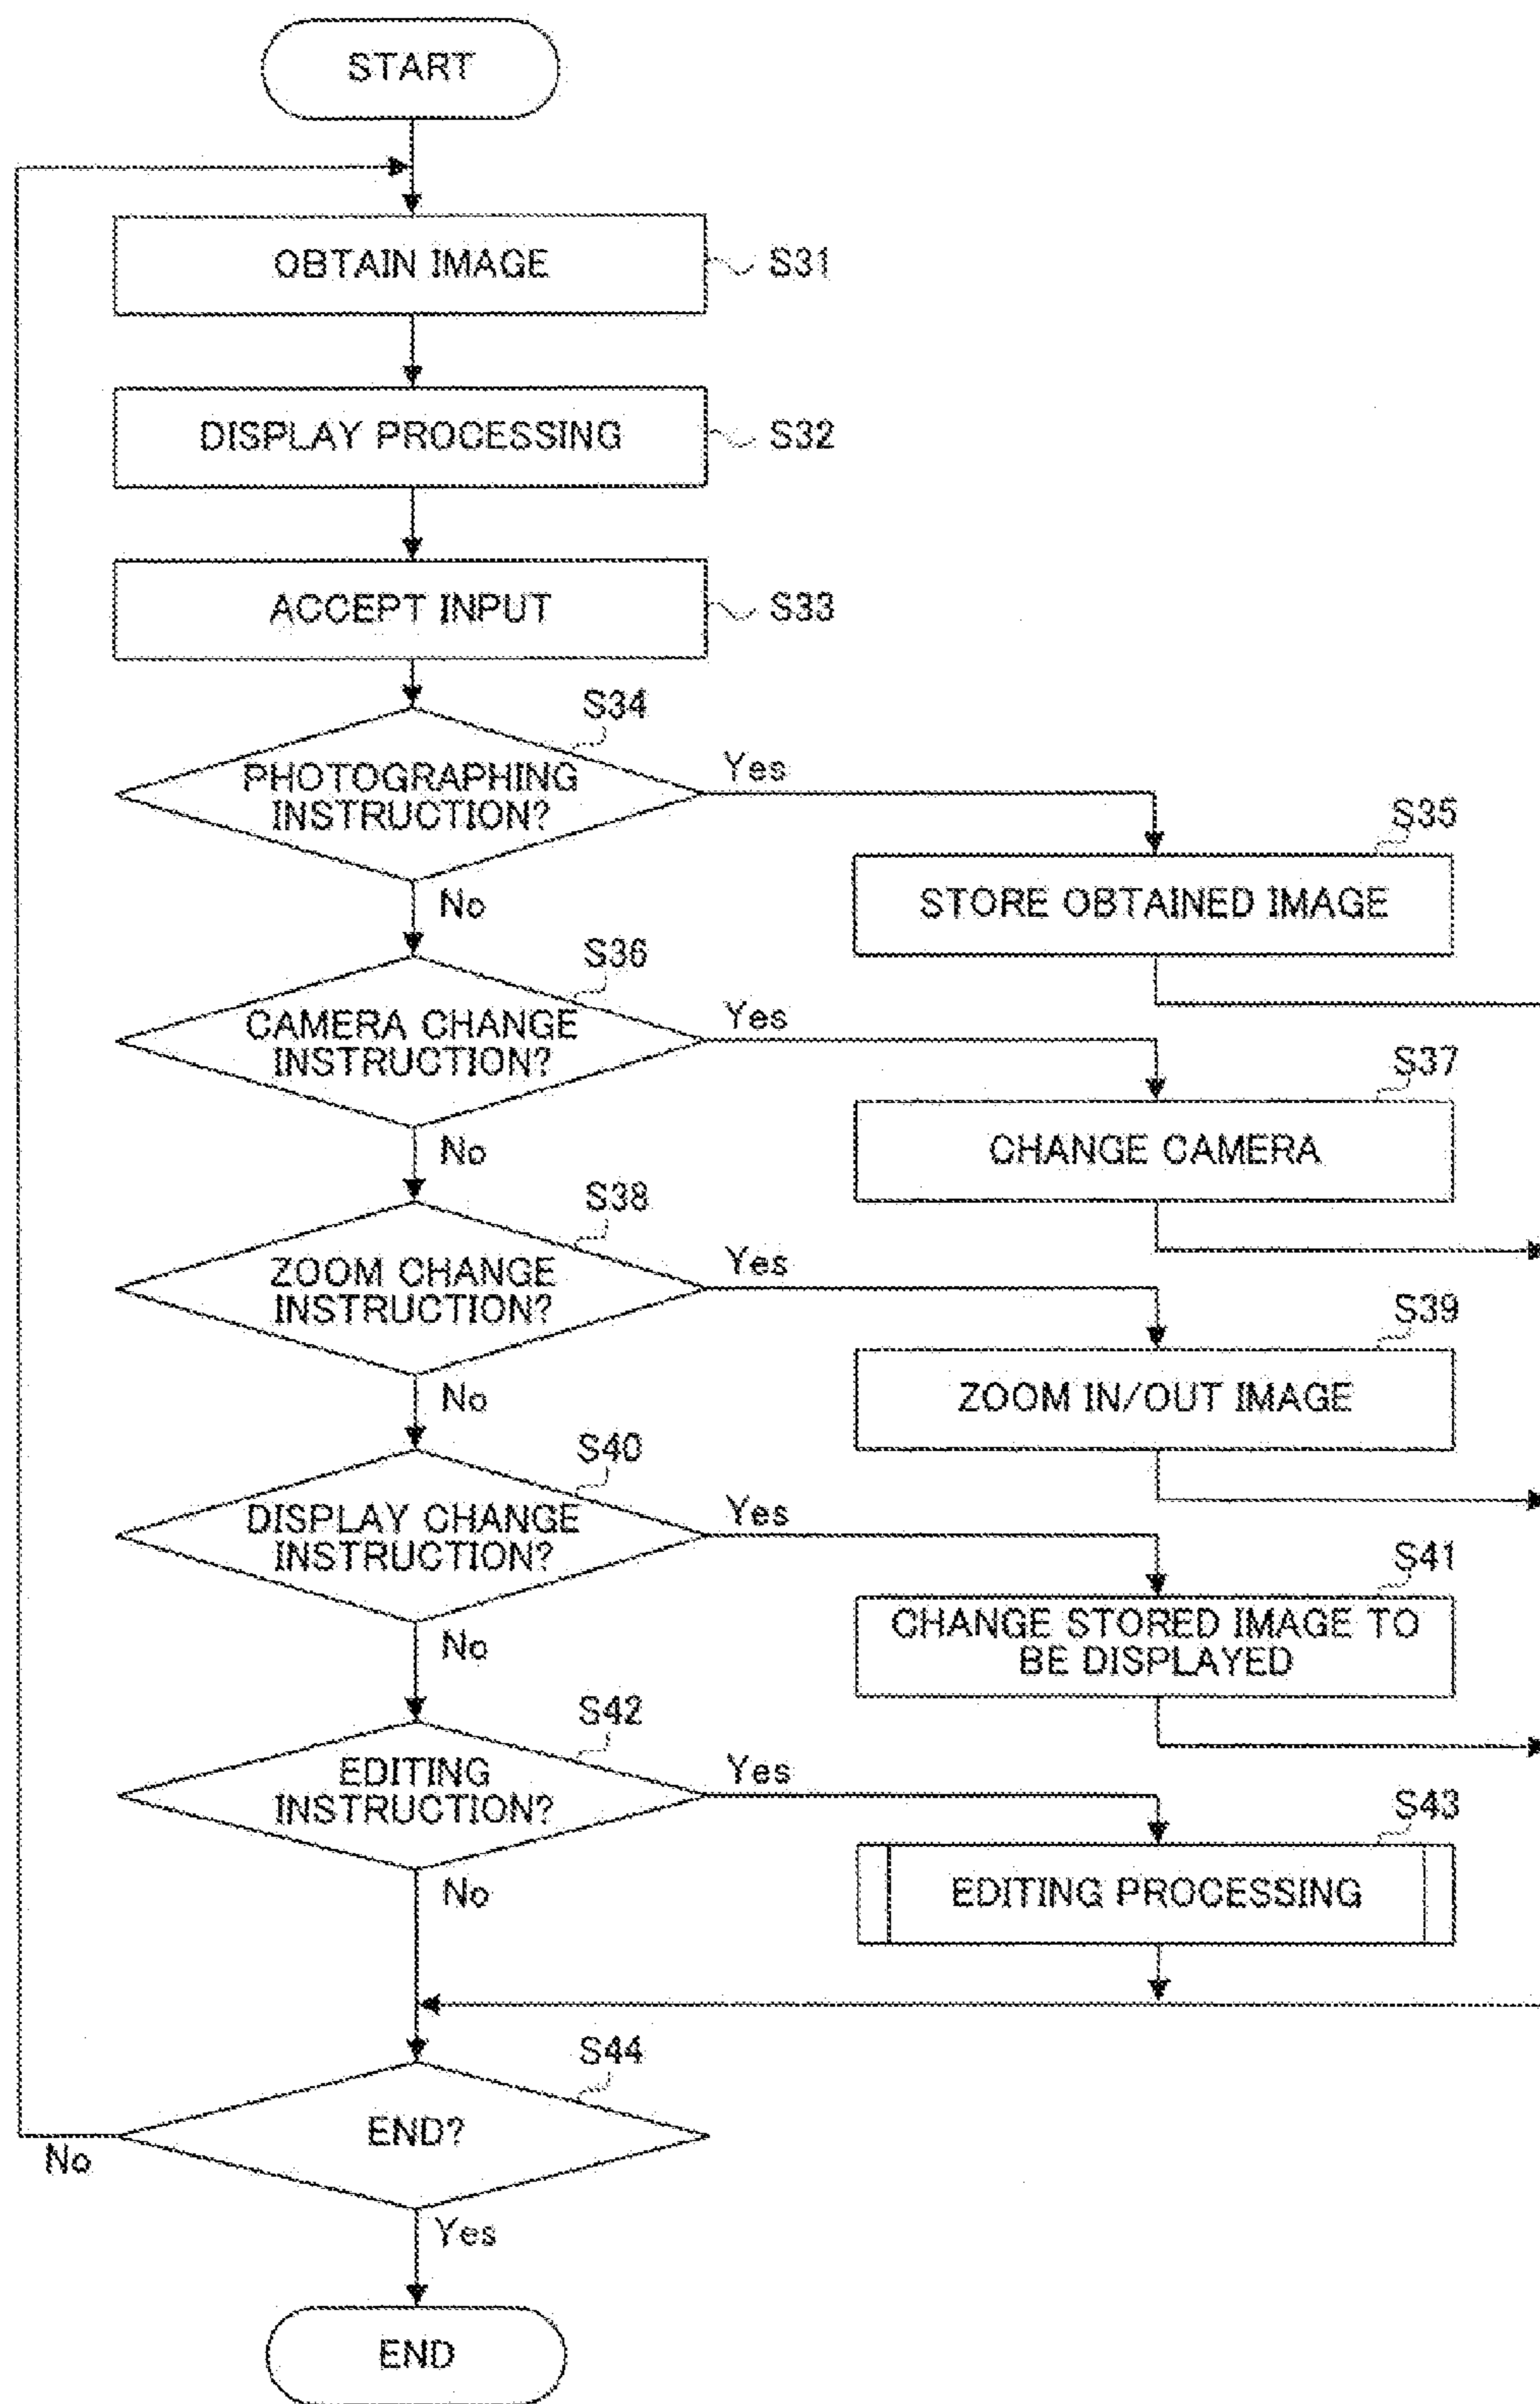 START
OBTAIN IMAGE
S31
DISPLAY PROCESSING
S32
ACCEPT INPUT
S33
S34
PHOTOGRAPHING
INSTRUCTION?
Yes
No
S35
STORE OBTAINED IMAGE
S36
CAMERA CHANGE
INSTRUCTION?
Yes
No
S37
CHANGE CAMERA
S38
ZOOM CHANGE
INSTRUCTION?
Yes
No
S39
ZOOM IN/OUT IMAGE
S40
DISPLAY CHANGE
INSTRUCTION?
Yes
No
S41
CHANGE STORED IMAGE TO
BE DISPLAYED
S42
EDITING
INSTRUCTION?
Yes
No
S43
EDITING PROCESSING
S44
END?
No
Yes
END